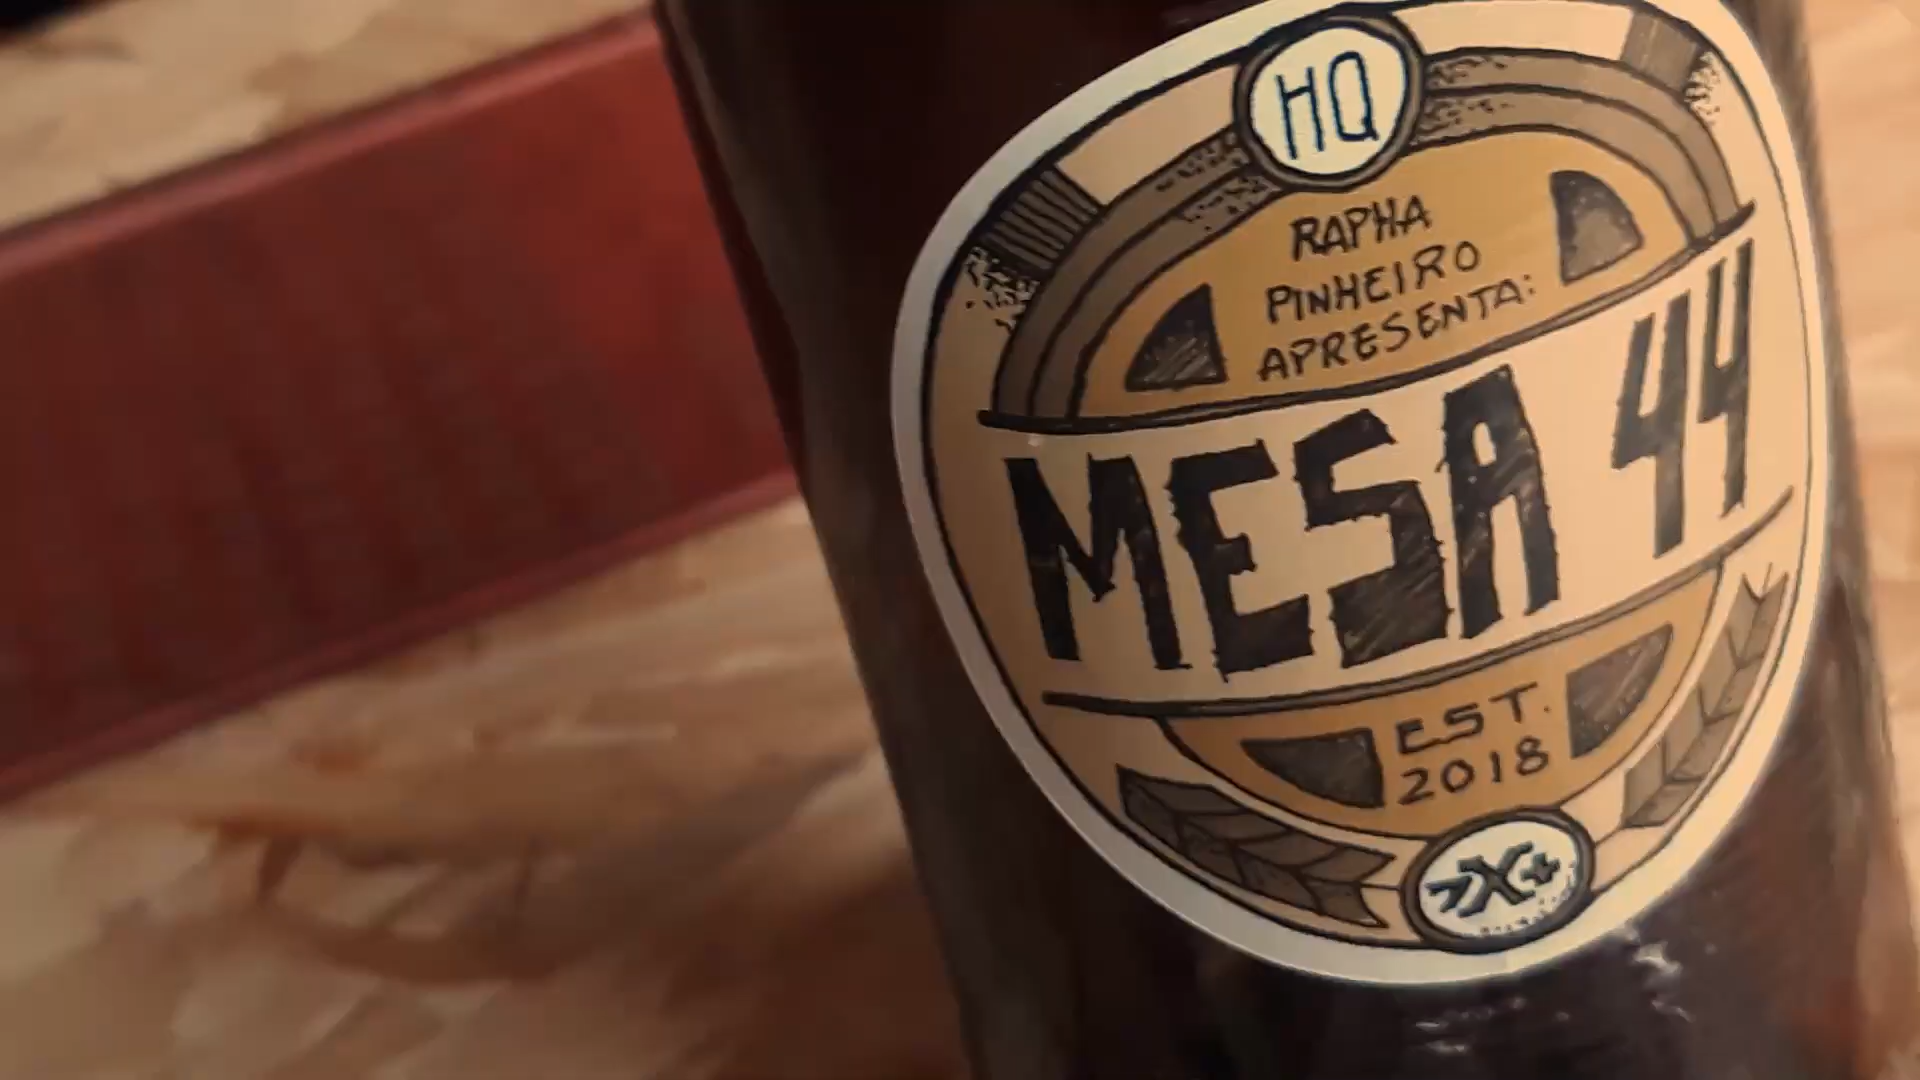 HQ
RAPHA
PINHEIRO
APRESENTA:
MESA 44
EST.
2018